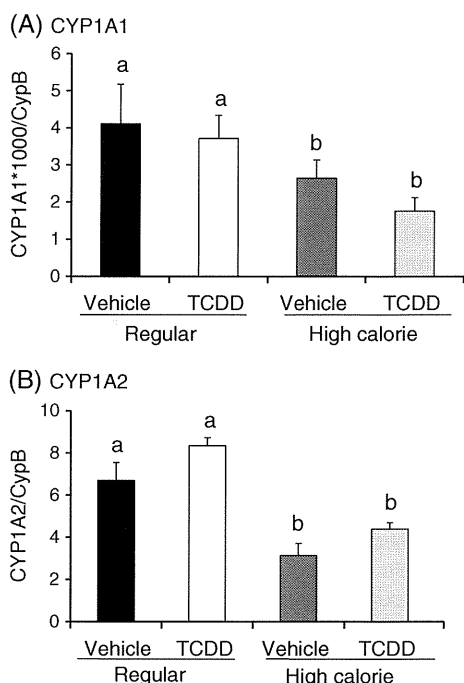 (A) CYP1A1
CYP1A1*1000/CypB
6
5
4
3
2
1
0
a
a
b
b
Vehicle TCDD Vehicle TCDD
Regular High calorie
(B) CYP1A2
CYP1A2/CypB
10
8
6
4
2
0
a
a
b
b
Vehicle TCDD Vehicle TCDD
Regular High calorie